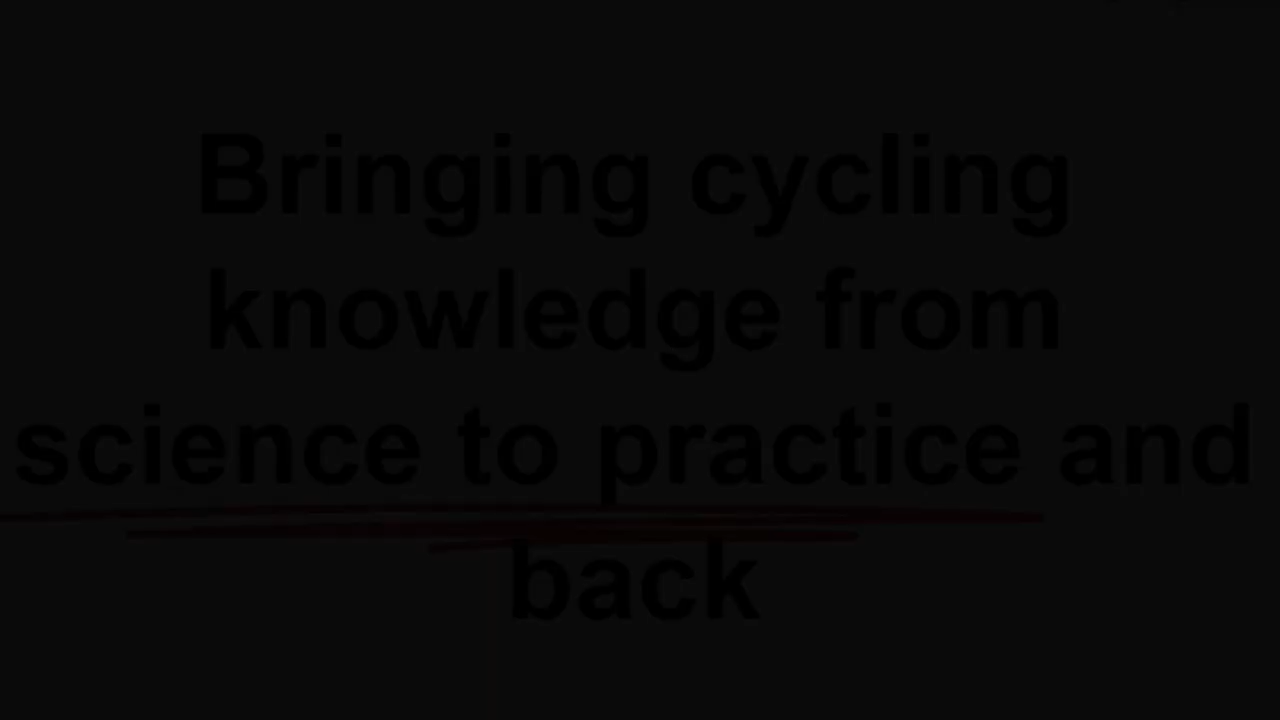 Bringing cycling
knowledge from
science to practice and
back